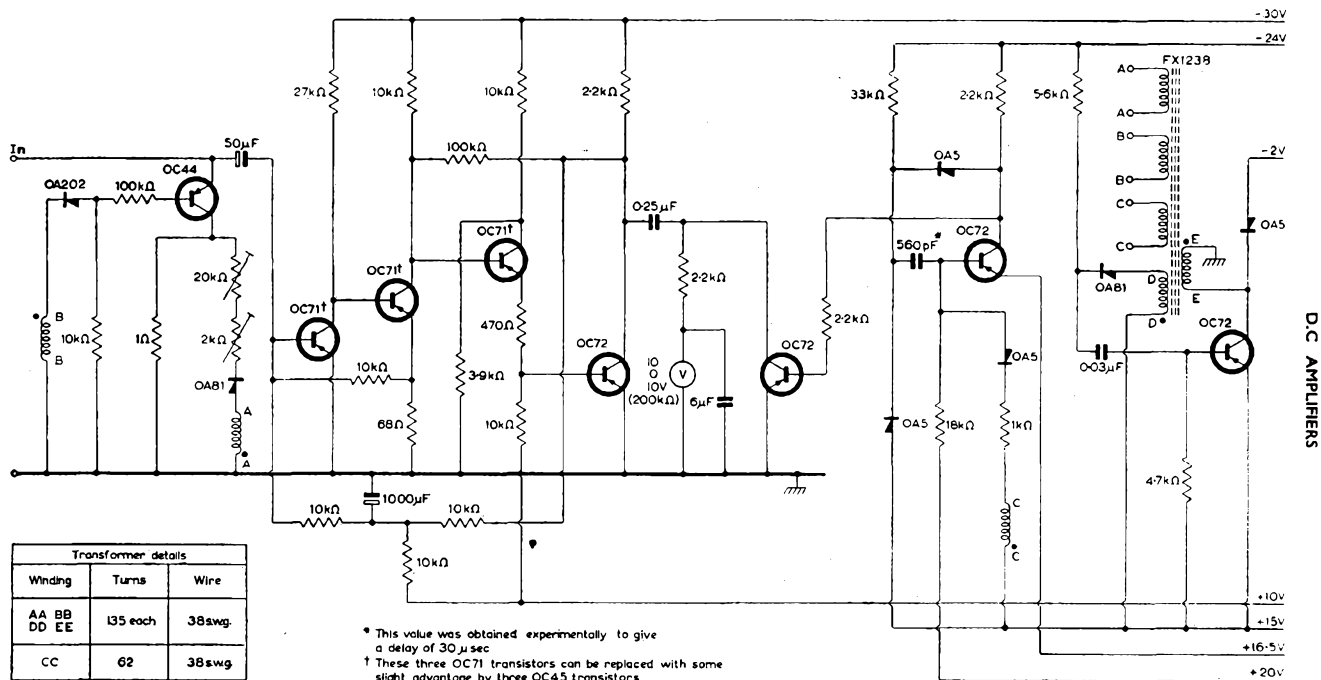 -30V
-24V
FX1238
27kΩ
10kΩ
10kΩ
2·2kΩ
33kΩ
2·2kΩ
5·6kΩ
A
A
B
B
C
C
-2V
In
50μF
OC44
OA202
100kΩ
100kΩ
OA5
OA5
0·25μF
560pF*
OC72
E
E
D
D
OA81
OC71†
OC71†
OC71†
20kΩ
2kΩ
B
B
10kΩ
1Ω
OA81
A
A
10kΩ
68Ω
3·9kΩ
470Ω
10kΩ
OC72
2·2kΩ
10
0
10V
(200kΩ)
V
6μF
OC72
2·2kΩ
OA5
OA5
18kΩ
1kΩ
C
C
0·03μF
OC72
4·7kΩ
1000μF
10kΩ
10kΩ
10kΩ
+10V
+15V
+16·5V
+20V
Transformer details
Winding Turns Wire
AA BB
DD EE
135 each 38s.w.g.
CC 62 38s.w.g
* This value was obtained experimentally to give
a delay of 30μsec
† These three OC71 transistors can be replaced with some
slight advantage by three OC45 transistors
D.C AMPLIFIERS